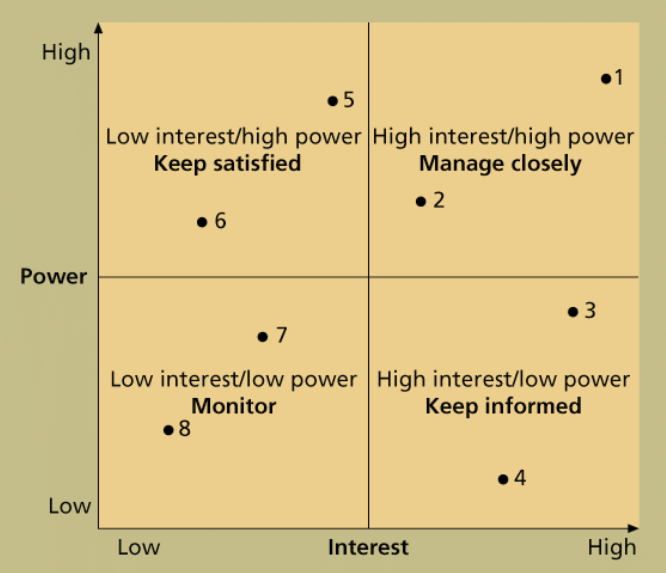 High
1
5
Low interest/high power
Keep satisfied
High interest/high power
Manage closely
2
6
Power
3
7
Low interest/low power
Monitor
High interest/low power
Keep informed
8
4
Low
Low
Interest
High